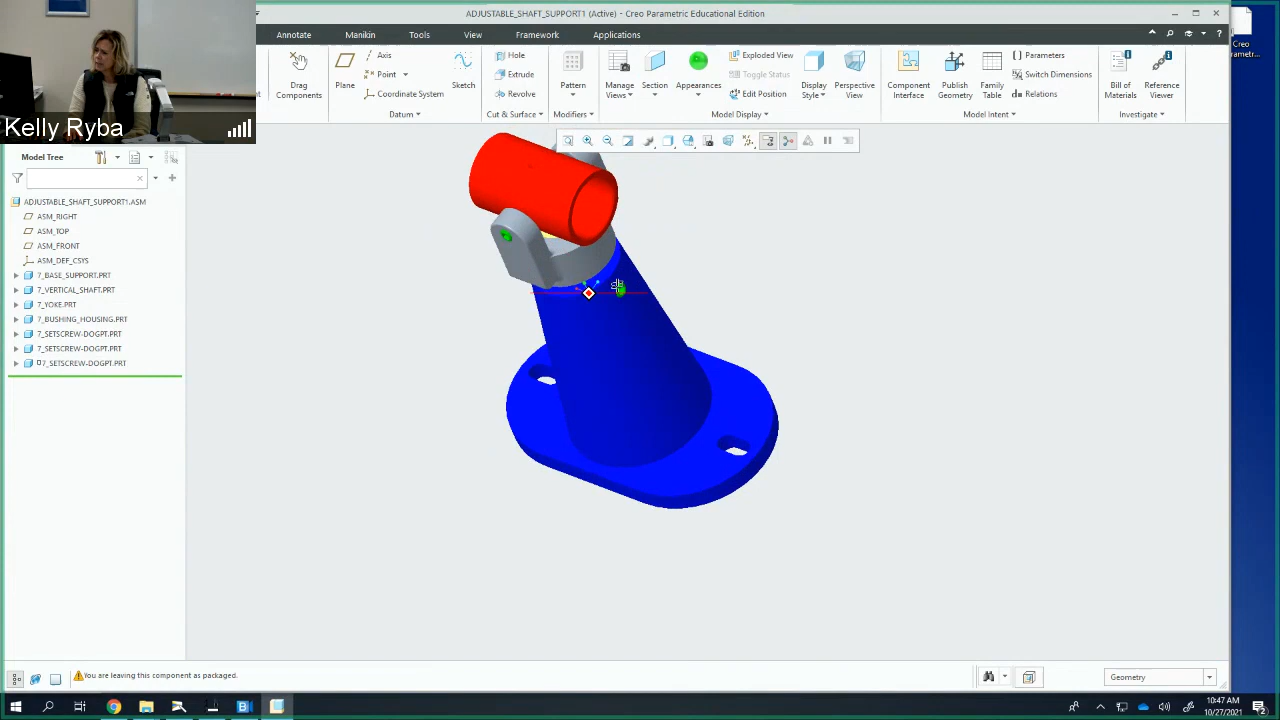 ADJUSTABLE_SHAFT_SUPPORT1 (Active) - Creo Parametric Educational Edition
Annotate Manikin Tools View Framework Applications
Drag Components
Plane
Axis
Point
Coordinate System
Sketch
Datum
Hole
Extrude
Revolve
Cut & Surface
Pattern
Modifiers
Manage Views
Section
Appearances
Exploded View
Toggle Status
Edit Position
Display Style
Perspective View
Model Display
Component Interface
Publish Geometry
Family Table
Parameters
Switch Dimensions
Relations
Model Intent
Bill of Materials
Reference Viewer
Investigate
Creo
Kelly Ryba
Model Tree
ADJUSTABLE_SHAFT_SUPPORT1.ASM
ASM_RIGHT
ASM_TOP
ASM_FRONT
ASM_DEF_CSYS
7_BASE_SUPPORT.PRT
7_VERTICAL_SHAFT.PRT
7_YOKE.PRT
7_BUSHING_HOUSING.PRT
7_SETSCREW-DOGPT.PRT
7_SETSCREW-DOGPT.PRT
7_SETSCREW-DOGPT.PRT
You are leaving this component as packaged.
Geometry
10:47 AM
10/27/2021